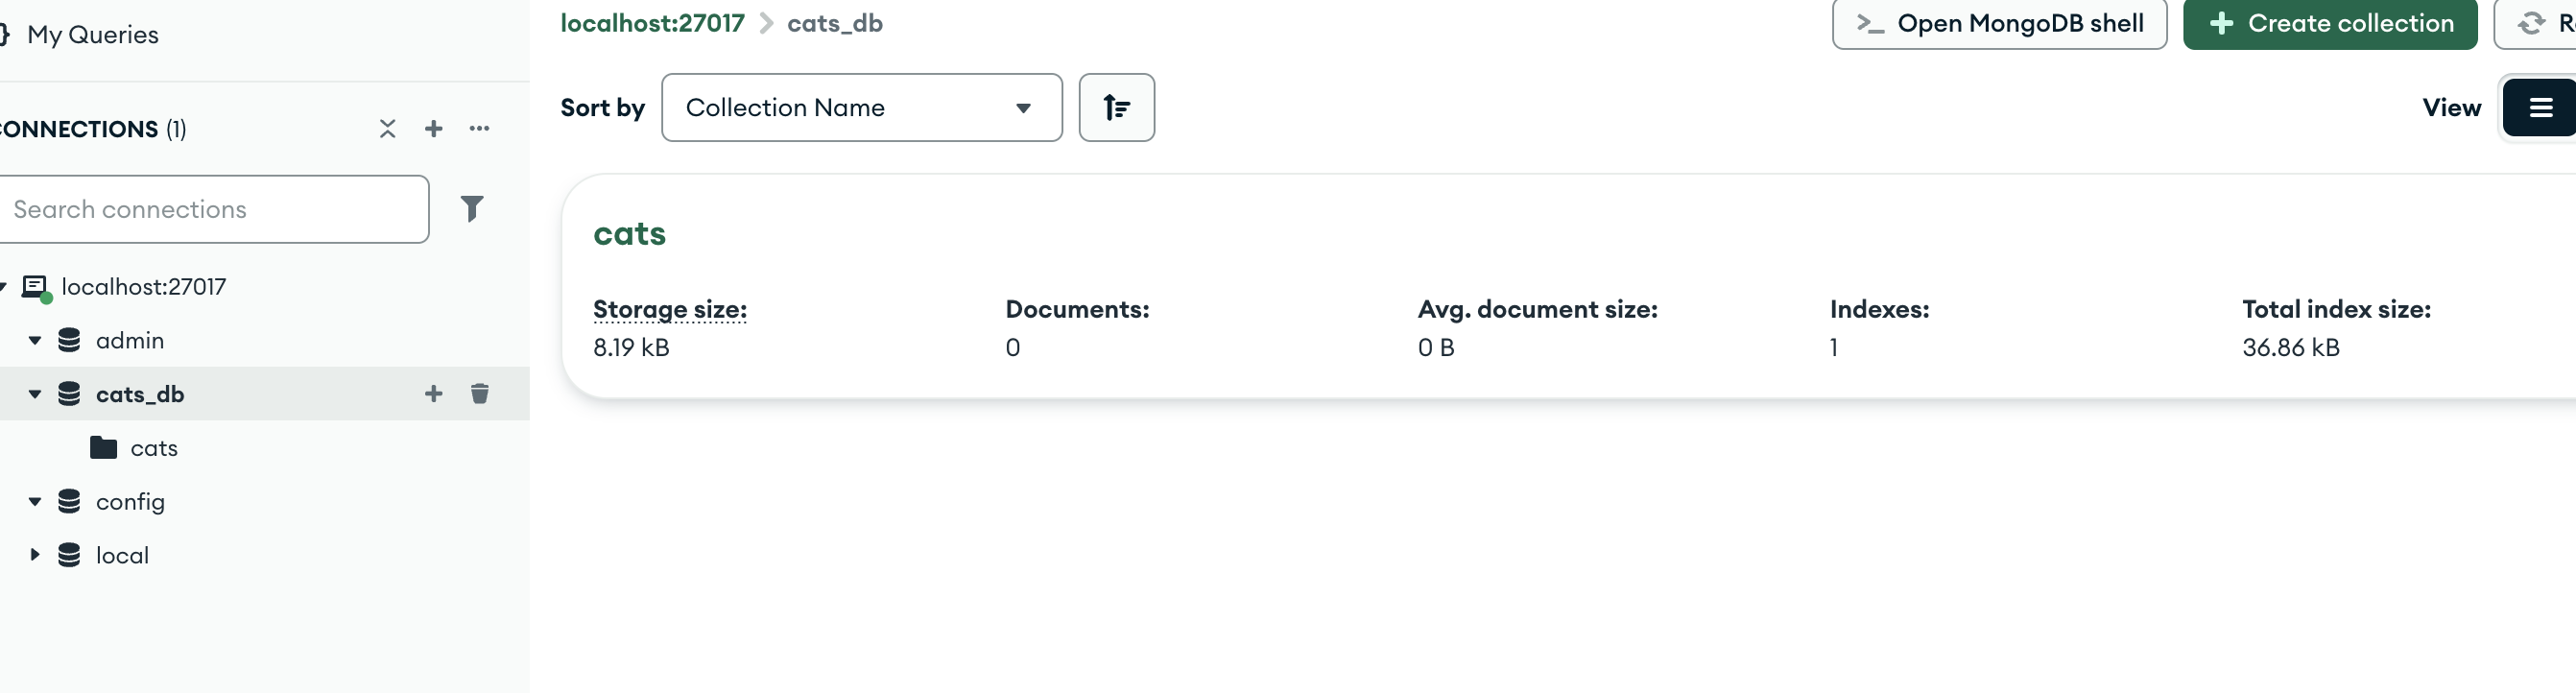 My Queries
CONNECTIONS (1)
Search connections
localhost:27017
admin
cats_db
cats
config
local
localhost:27017 > cats_db
Open MongoDB shell
Create collection
Sort by
Collection Name
View
cats
Storage size: Documents: Avg. document size: Indexes: Total index size:
8.19 kB 0 0 B 1 36.86 kB